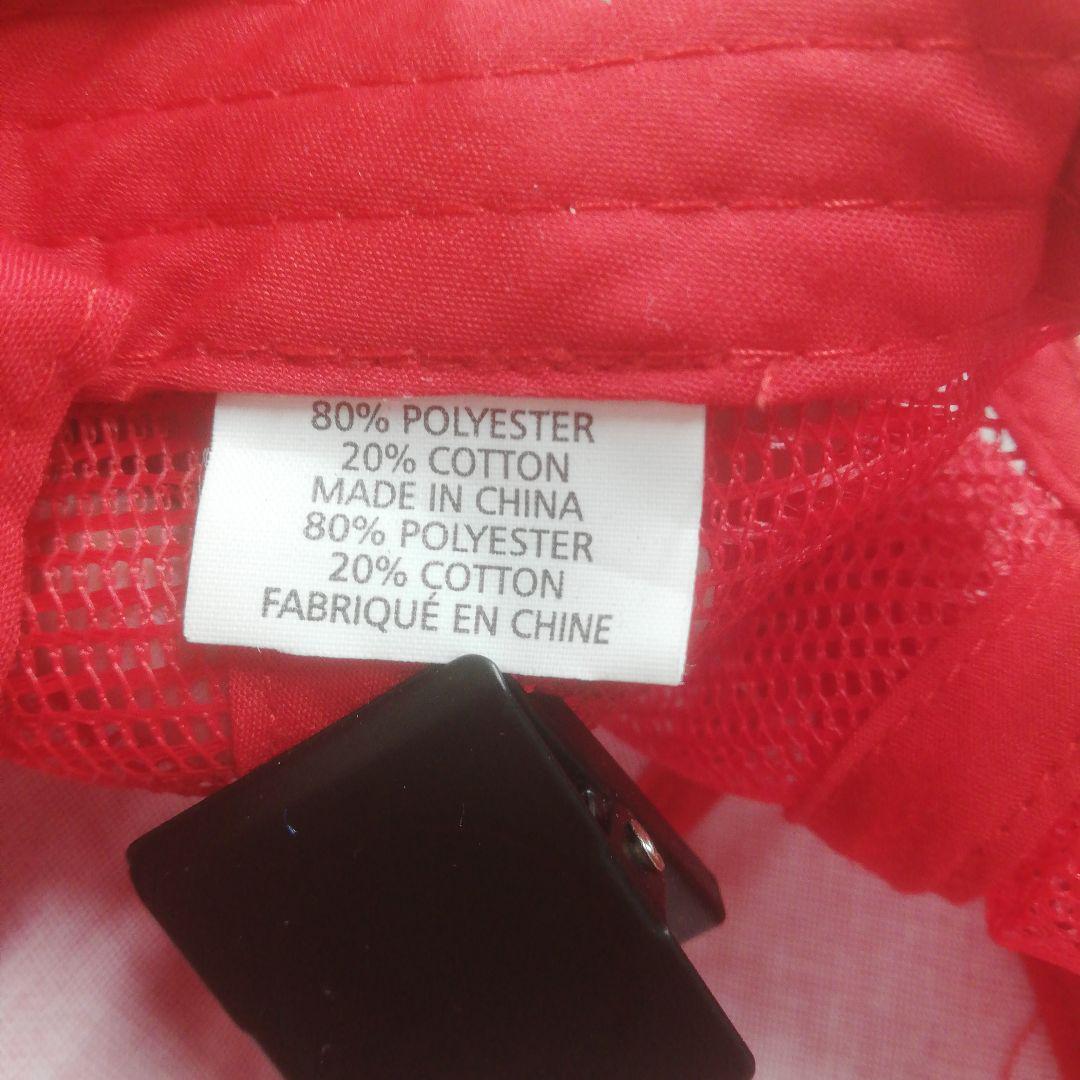 80% POLYESTER
20% COTTON
MADE IN CHINA
80% POLYESTER
20% COTTON
FABRIQUÉ EN CHINE